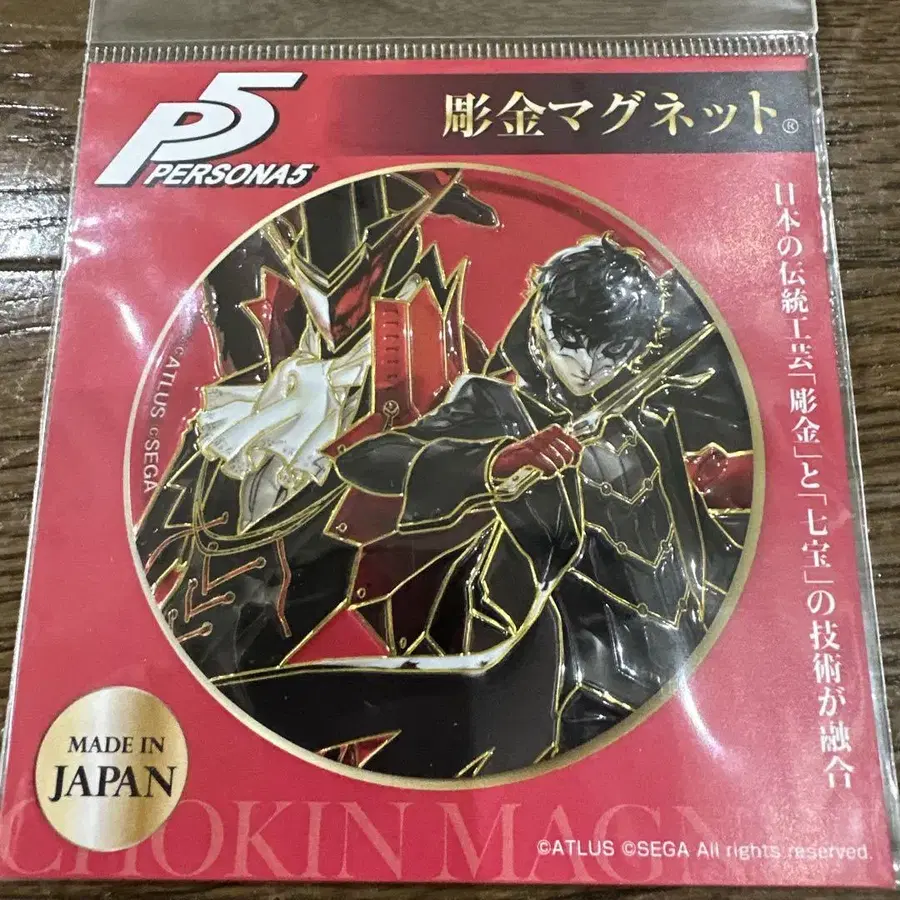 P5
PERSONA5
彫金マグネット®
日本の伝統工芸「彫金」と「七宝」の技術が融合
©ATLUS ©SEGA
MADE IN
JAPAN
CHOKIN MAGN
©ATLUS ©SEGA All rights reserved.